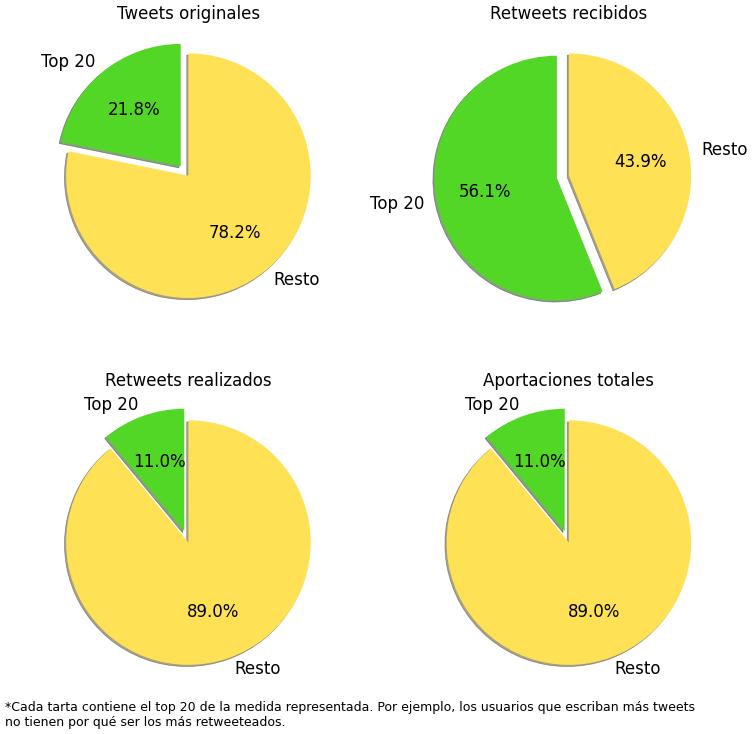 Tweets originales
Top 20
21.8%
78.2%
Resto
Retweets recibidos
Resto
43.9%
56.1%
Top 20
Retweets realizados
Top 20
11.0%
89.0%
Resto
Aportaciones totales
Top 20
11.0%
89.0%
Resto
*Cada tarta contiene el top 20 de la medida representada. Por ejemplo, los usuarios que escriban más tweets
no tienen por qué ser los más retweeteados.